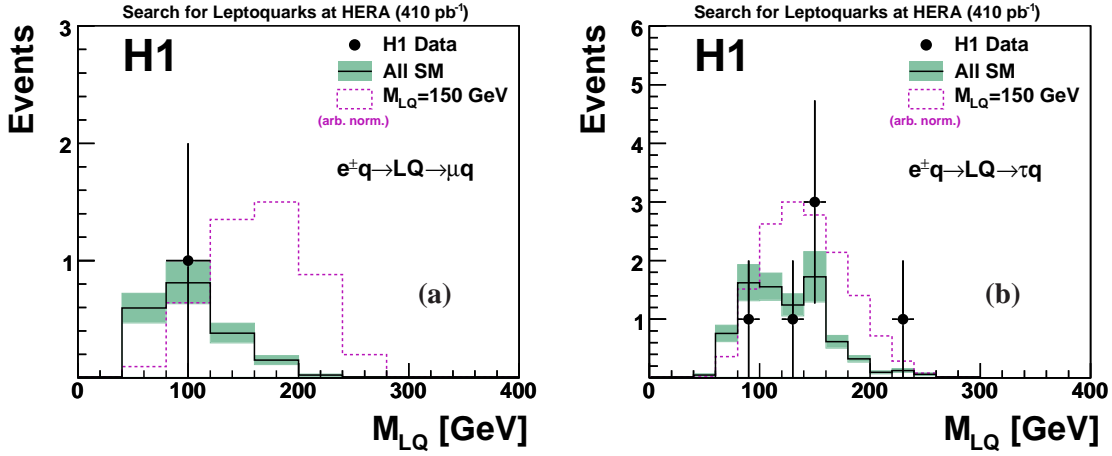 Search for Leptoquarks at HERA (410 pb⁻¹)
H1
H1 Data
All SM
M_LQ=150 GeV
(arb. norm.)
e±q→LQ→μq
(a)
Events
3
2
1
0
100
200
300
400
M_LQ [GeV]
Search for Leptoquarks at HERA (410 pb⁻¹)
H1
H1 Data
All SM
M_LQ=150 GeV
(arb. norm.)
e±q→LQ→τq
(b)
Events
6
5
4
3
2
1
0
0
100
200
300
400
M_LQ [GeV]